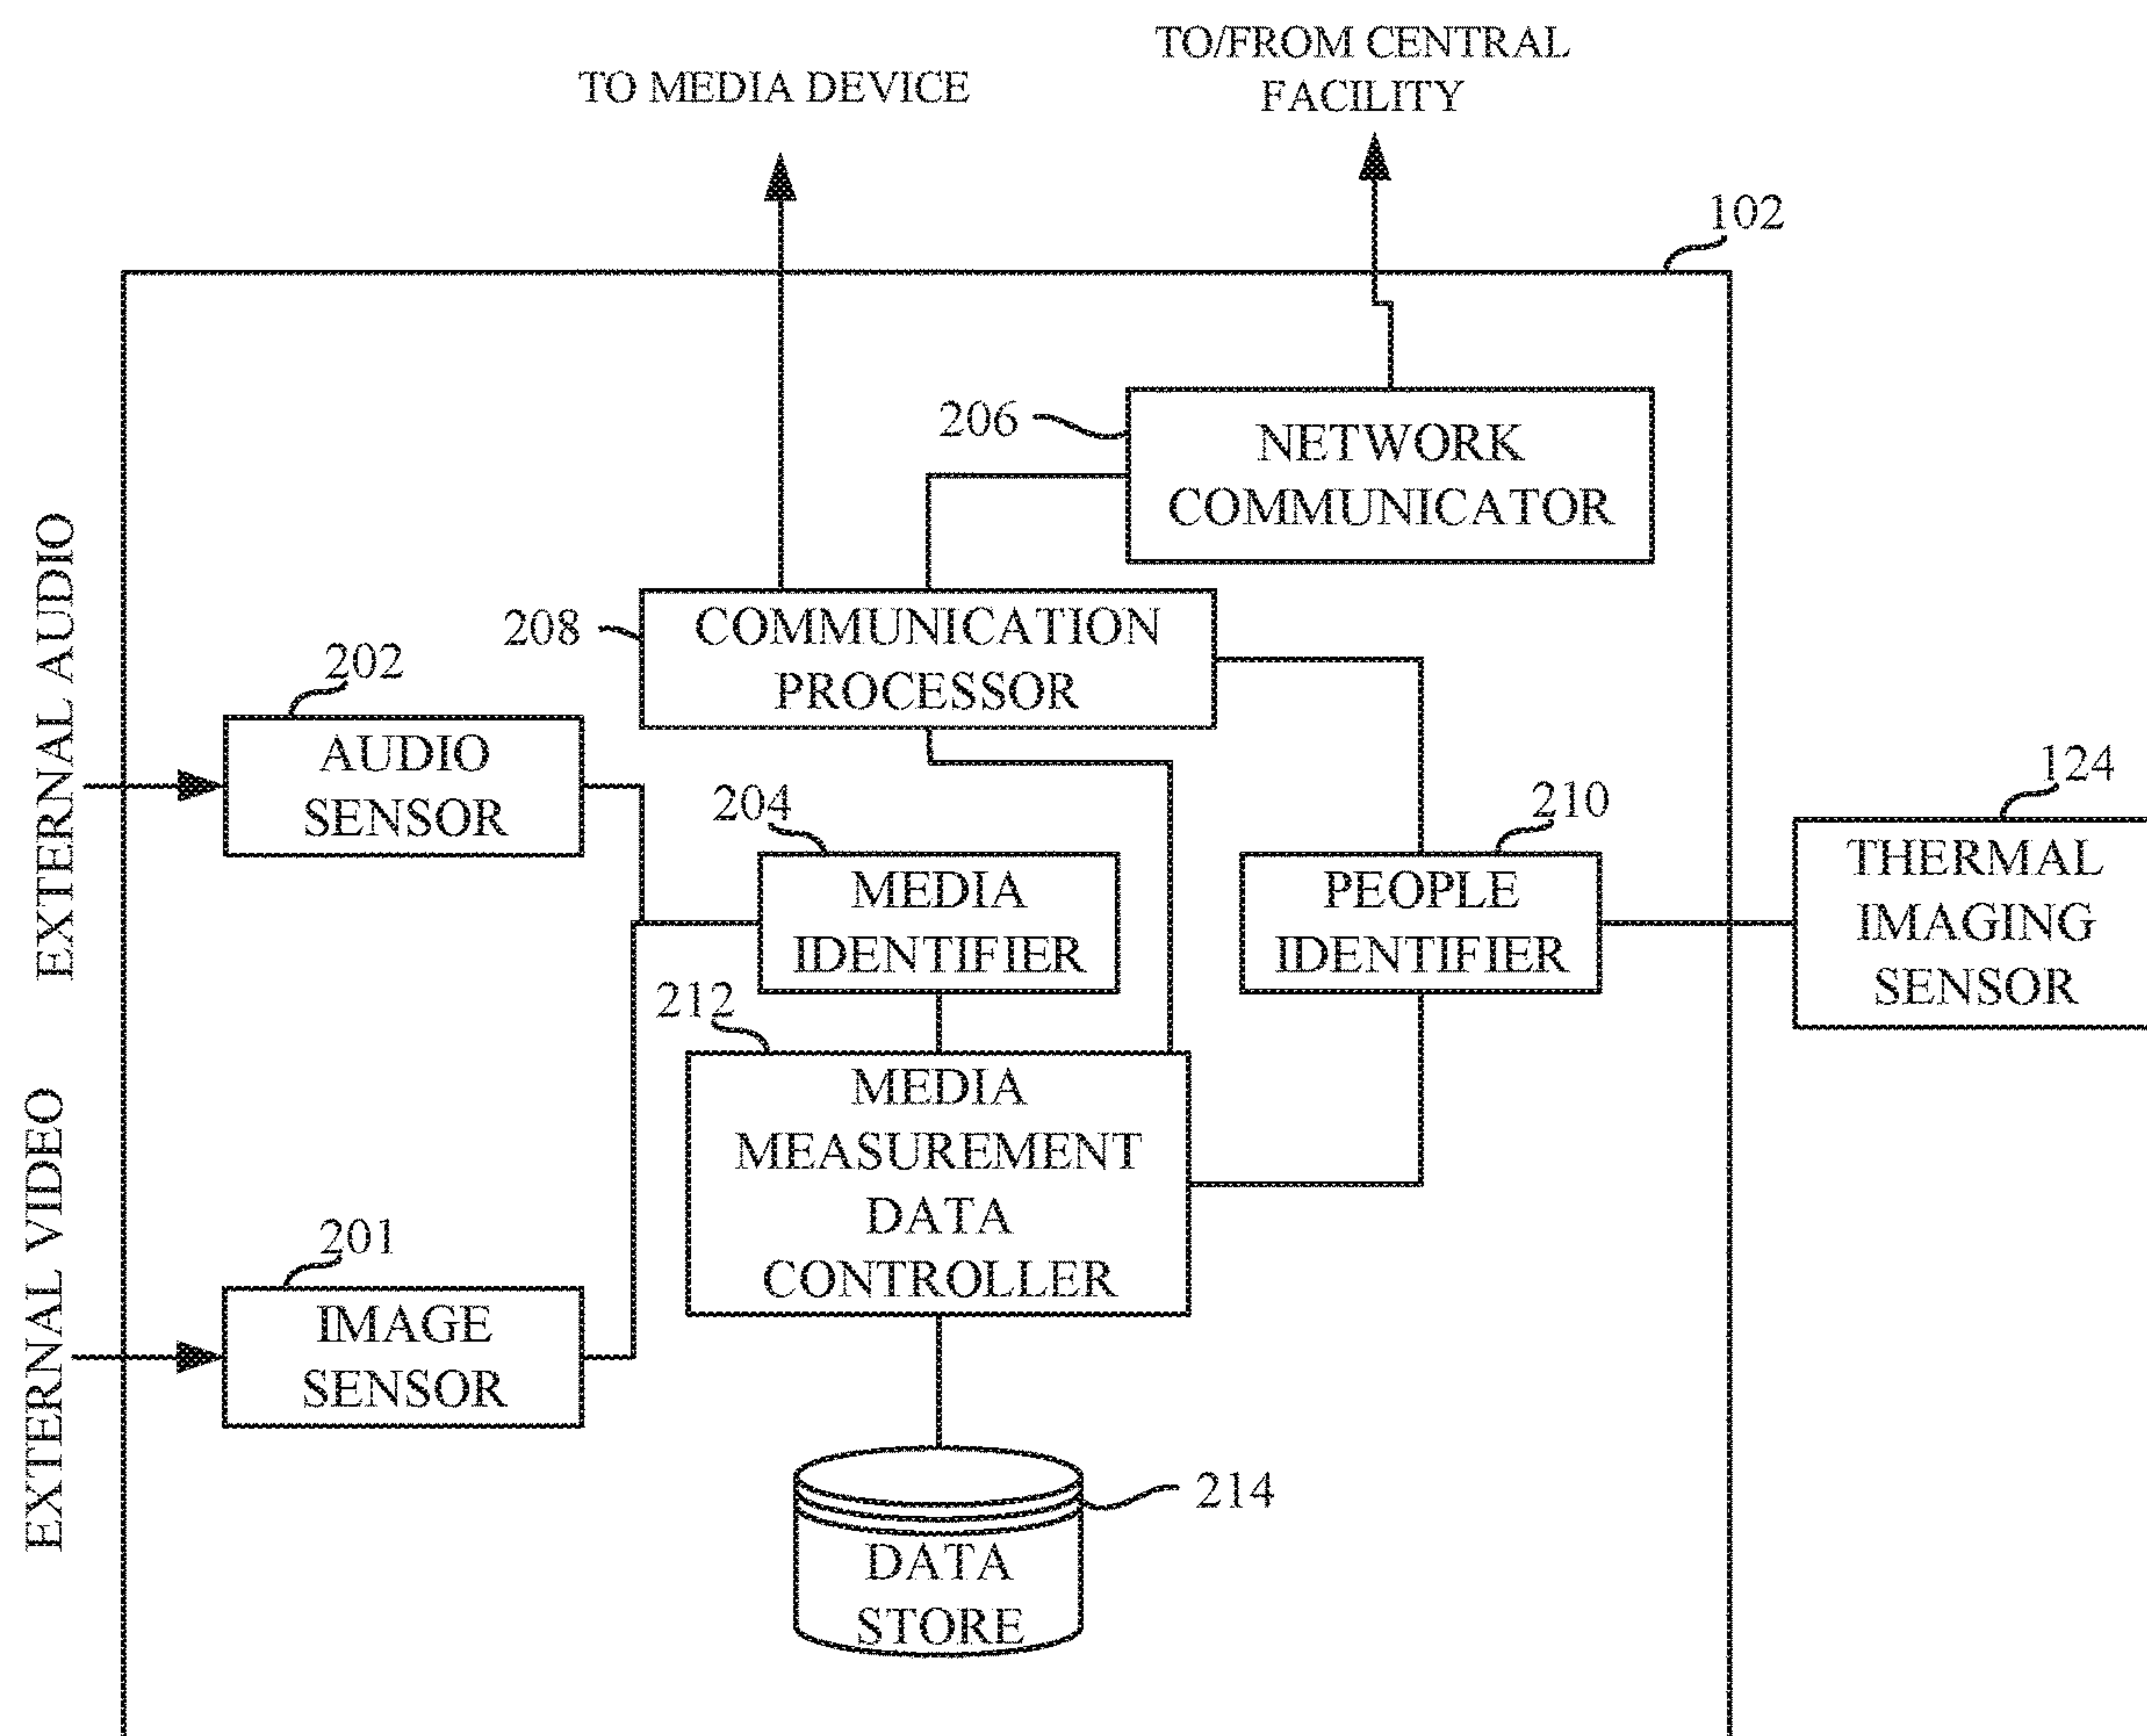 TO/FROM CENTRAL
FACILITY
TO MEDIA DEVICE
102
206
NETWORK
COMMUNICATOR
EXTERNAL AUDIO
208
COMMUNICATION
PROCESSOR
202
AUDIO
SENSOR
204
MEDIA
IDENTIFIER
210
PEOPLE
IDENTIFIER
124
THERMAL
IMAGING
SENSOR
212
MEDIA
MEASUREMENT
DATA
CONTROLLER
EXTERNAL VIDEO
201
IMAGE
SENSOR
214
DATA
STORE